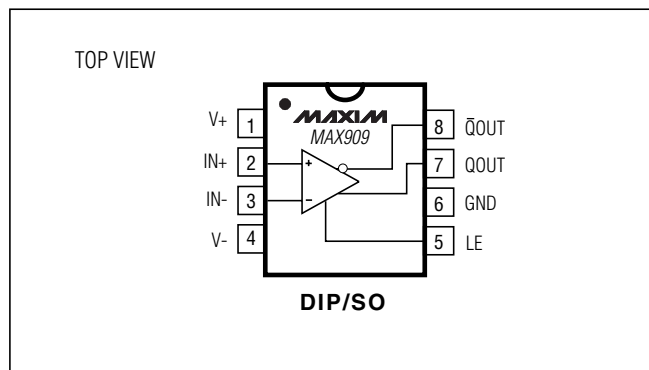 TOP VIEW
MAXIM
MAX909
V+ 1
IN+ 2
IN- 3
V- 4
+
−
8 Q̅OUT
7 QOUT
6 GND
5 LE
DIP/SO